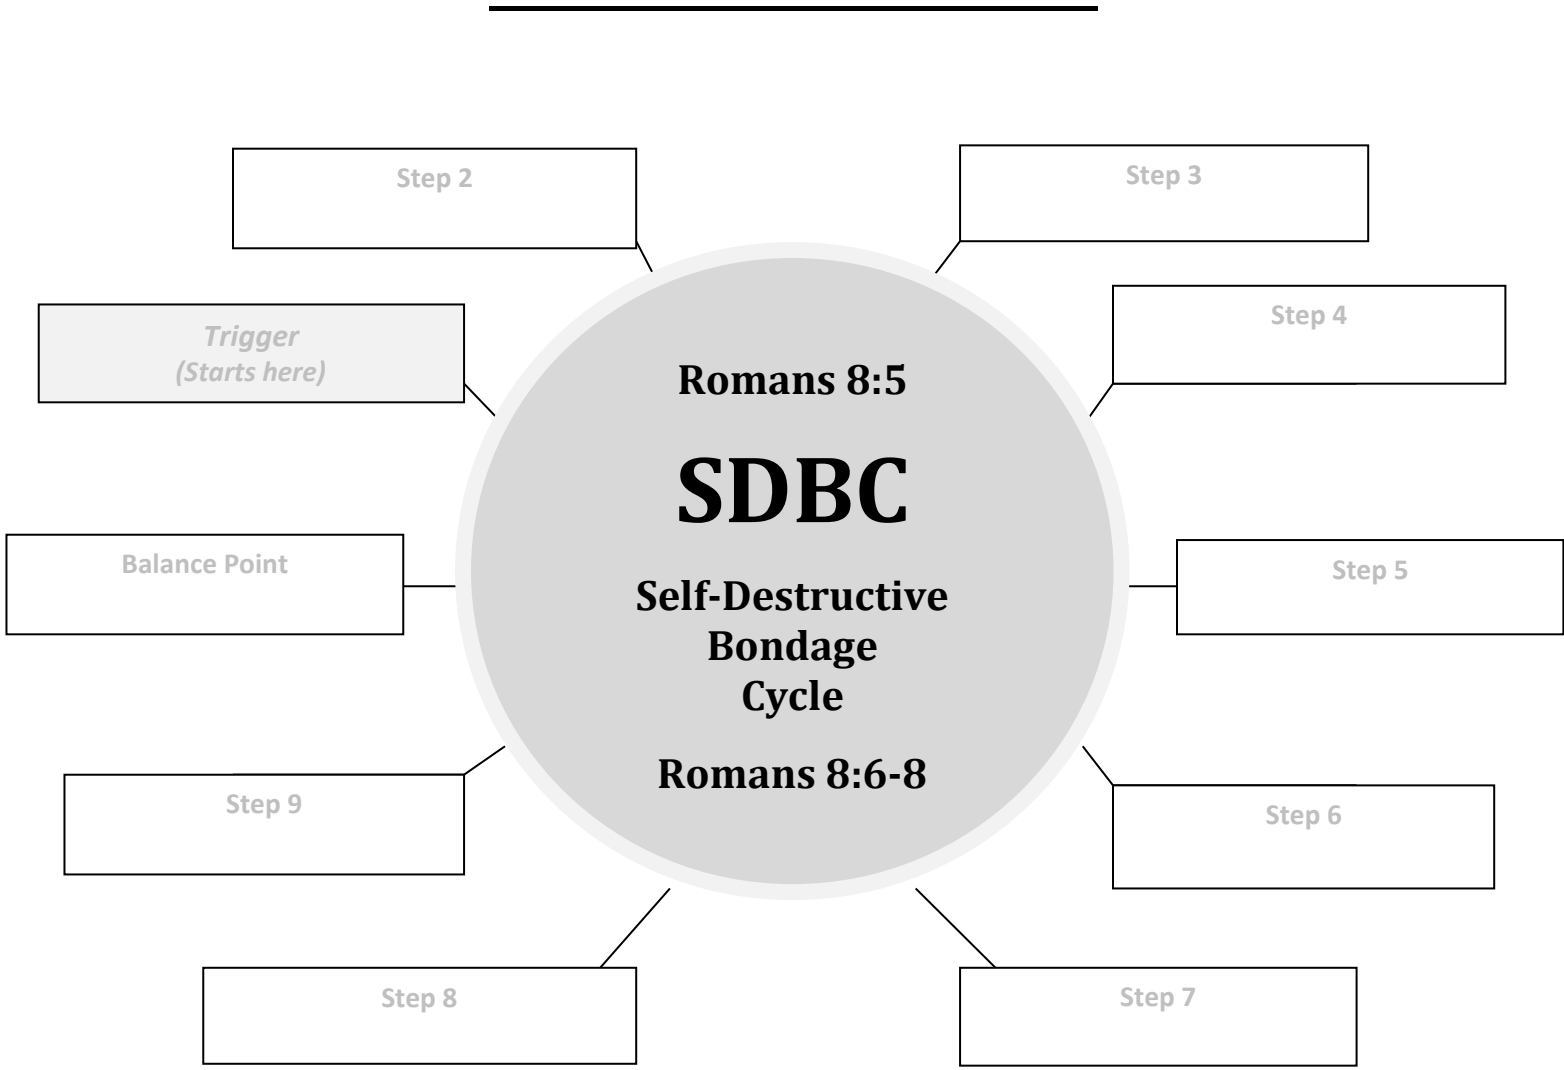 Step 2
Step 3
Trigger
(Starts here)
Step 4
Romans 8:5
SDBC
Balance Point
Step 5
Self-Destructive
Bondage
Cycle
Romans 8:6-8
Step 9
Step 6
Step 8
Step 7